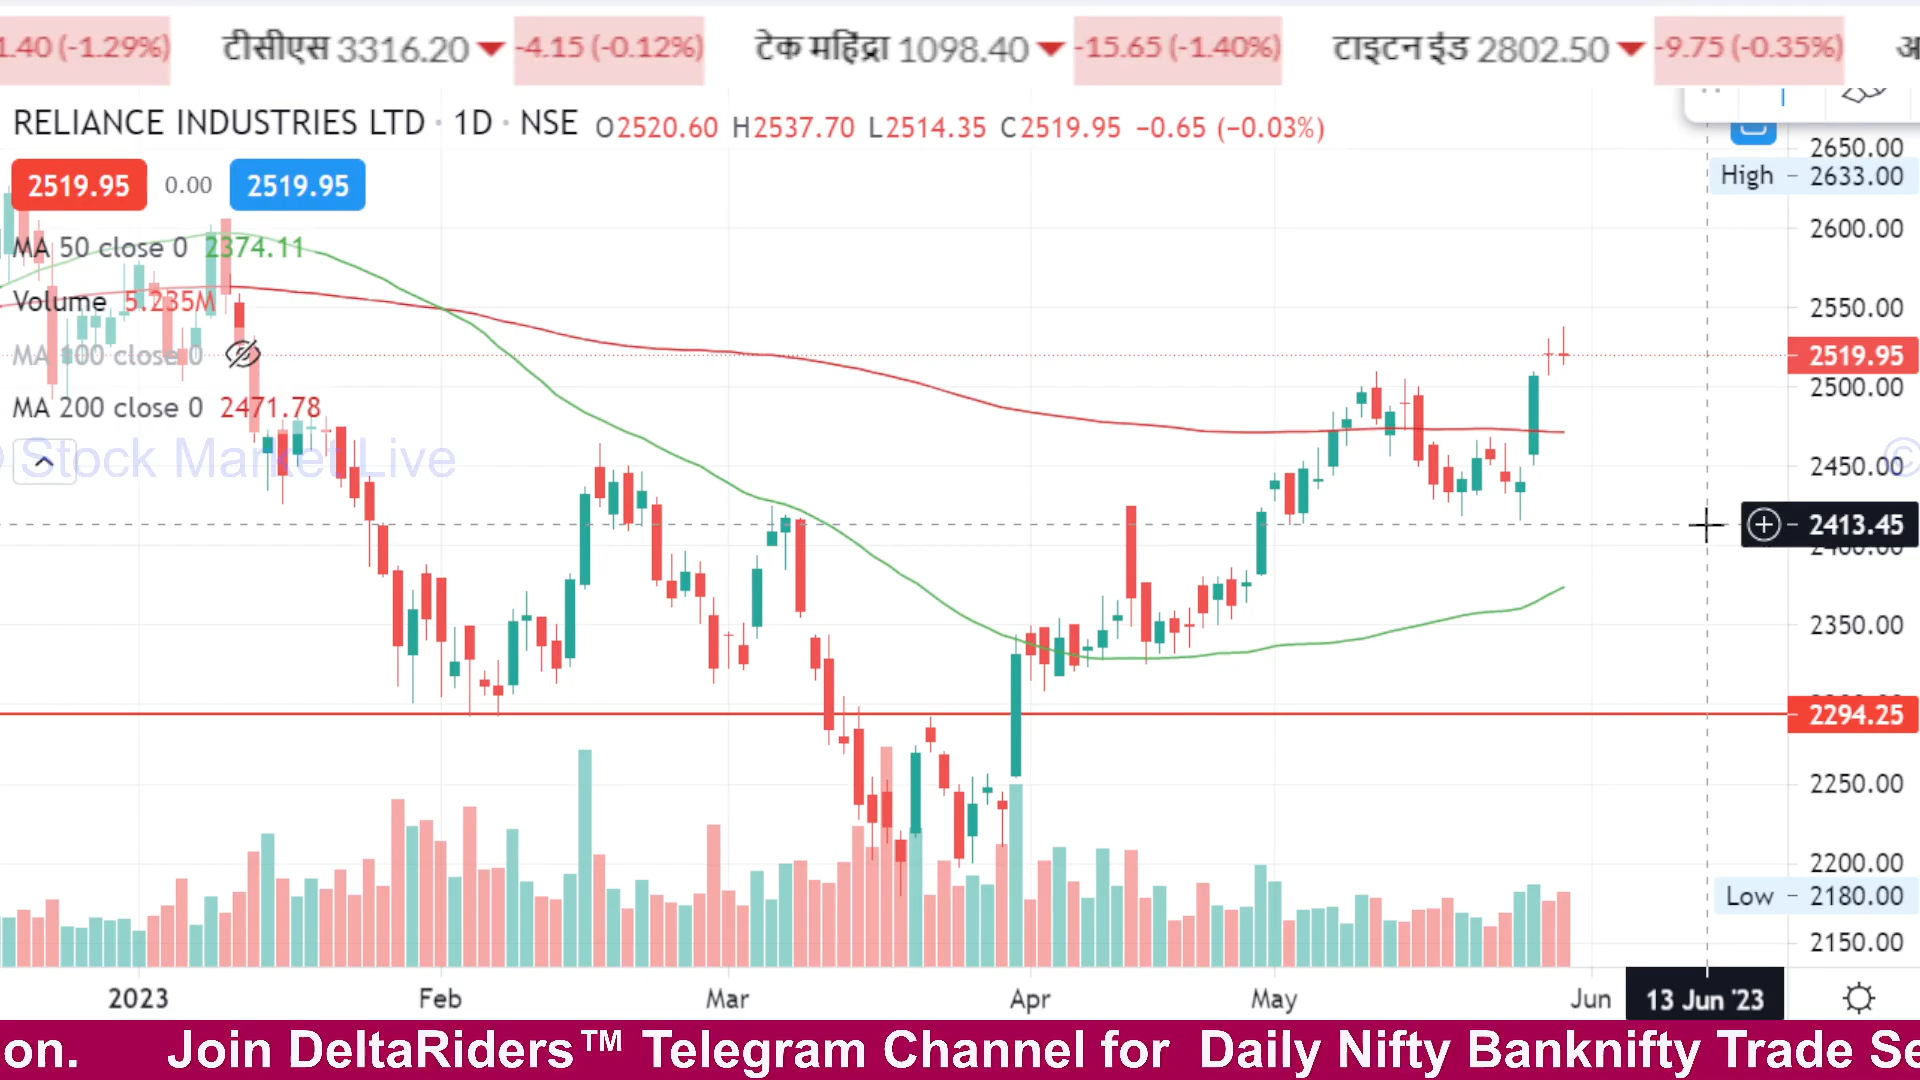 1.40 (-1.29%) टीसीएस 3316.20 -4.15 (-0.12%) टेक महिंद्रा 1098.40 -15.65 (-1.40%) टाइटन ईंड 2802.50 -9.75 (-0.35%)
RELIANCE INDUSTRIES LTD · 1D · NSE O2520.60 H2537.70 L2514.35 C2519.95 −0.65 (−0.03%)
2519.95 0.00 2519.95
MA 50 close 0 2374.11
Volume 5.235M
MA 100 close 0
MA 200 close 0 2471.78
© Stock Market Live
2650.00
High 2633.00
2600.00
2550.00
2519.95
2500.00
2450.00
2413.45
2400.00
2350.00
2294.25
2250.00
2200.00
Low 2180.00
2150.00
2023 Feb Mar Apr May Jun 13 Jun '23
on. Join DeltaRiders™ Telegram Channel for Daily Nifty Banknifty Trade Se